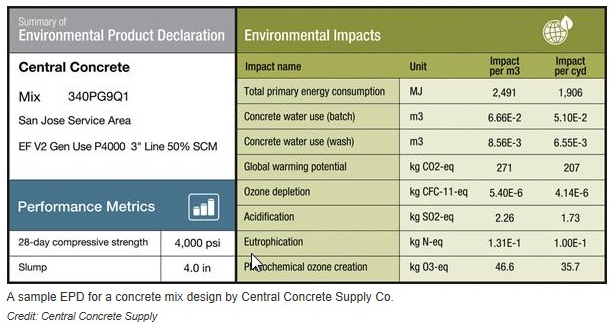 Summary of
Environmental Product Declaration
Central Concrete
Mix 340PG9Q1
San Jose Service Area
EF V2 Gen Use P4000 3" Line 50% SCM
Performance Metrics
28-day compressive strength 4,000 psi
Slump 4.0 in
Environmental Impacts
Impact name Unit Impact per m3 Impact per cyd
Total primary energy consumption MJ 2,491 1,906
Concrete water use (batch) m3 6.66E-2 5.10E-2
Concrete water use (wash) m3 8.56E-3 6.55E-3
Global warming potential kg CO2-eq 271 207
Ozone depletion kg CFC-11-eq 5.40E-6 4.14E-6
Acidification kg SO2-eq 2.26 1.73
Eutrophication kg N-eq 1.31E-1 1.00E-1
Photochemical ozone creation kg O3-eq 46.6 35.7
A sample EPD for a concrete mix design by Central Concrete Supply Co.
Credit: Central Concrete Supply